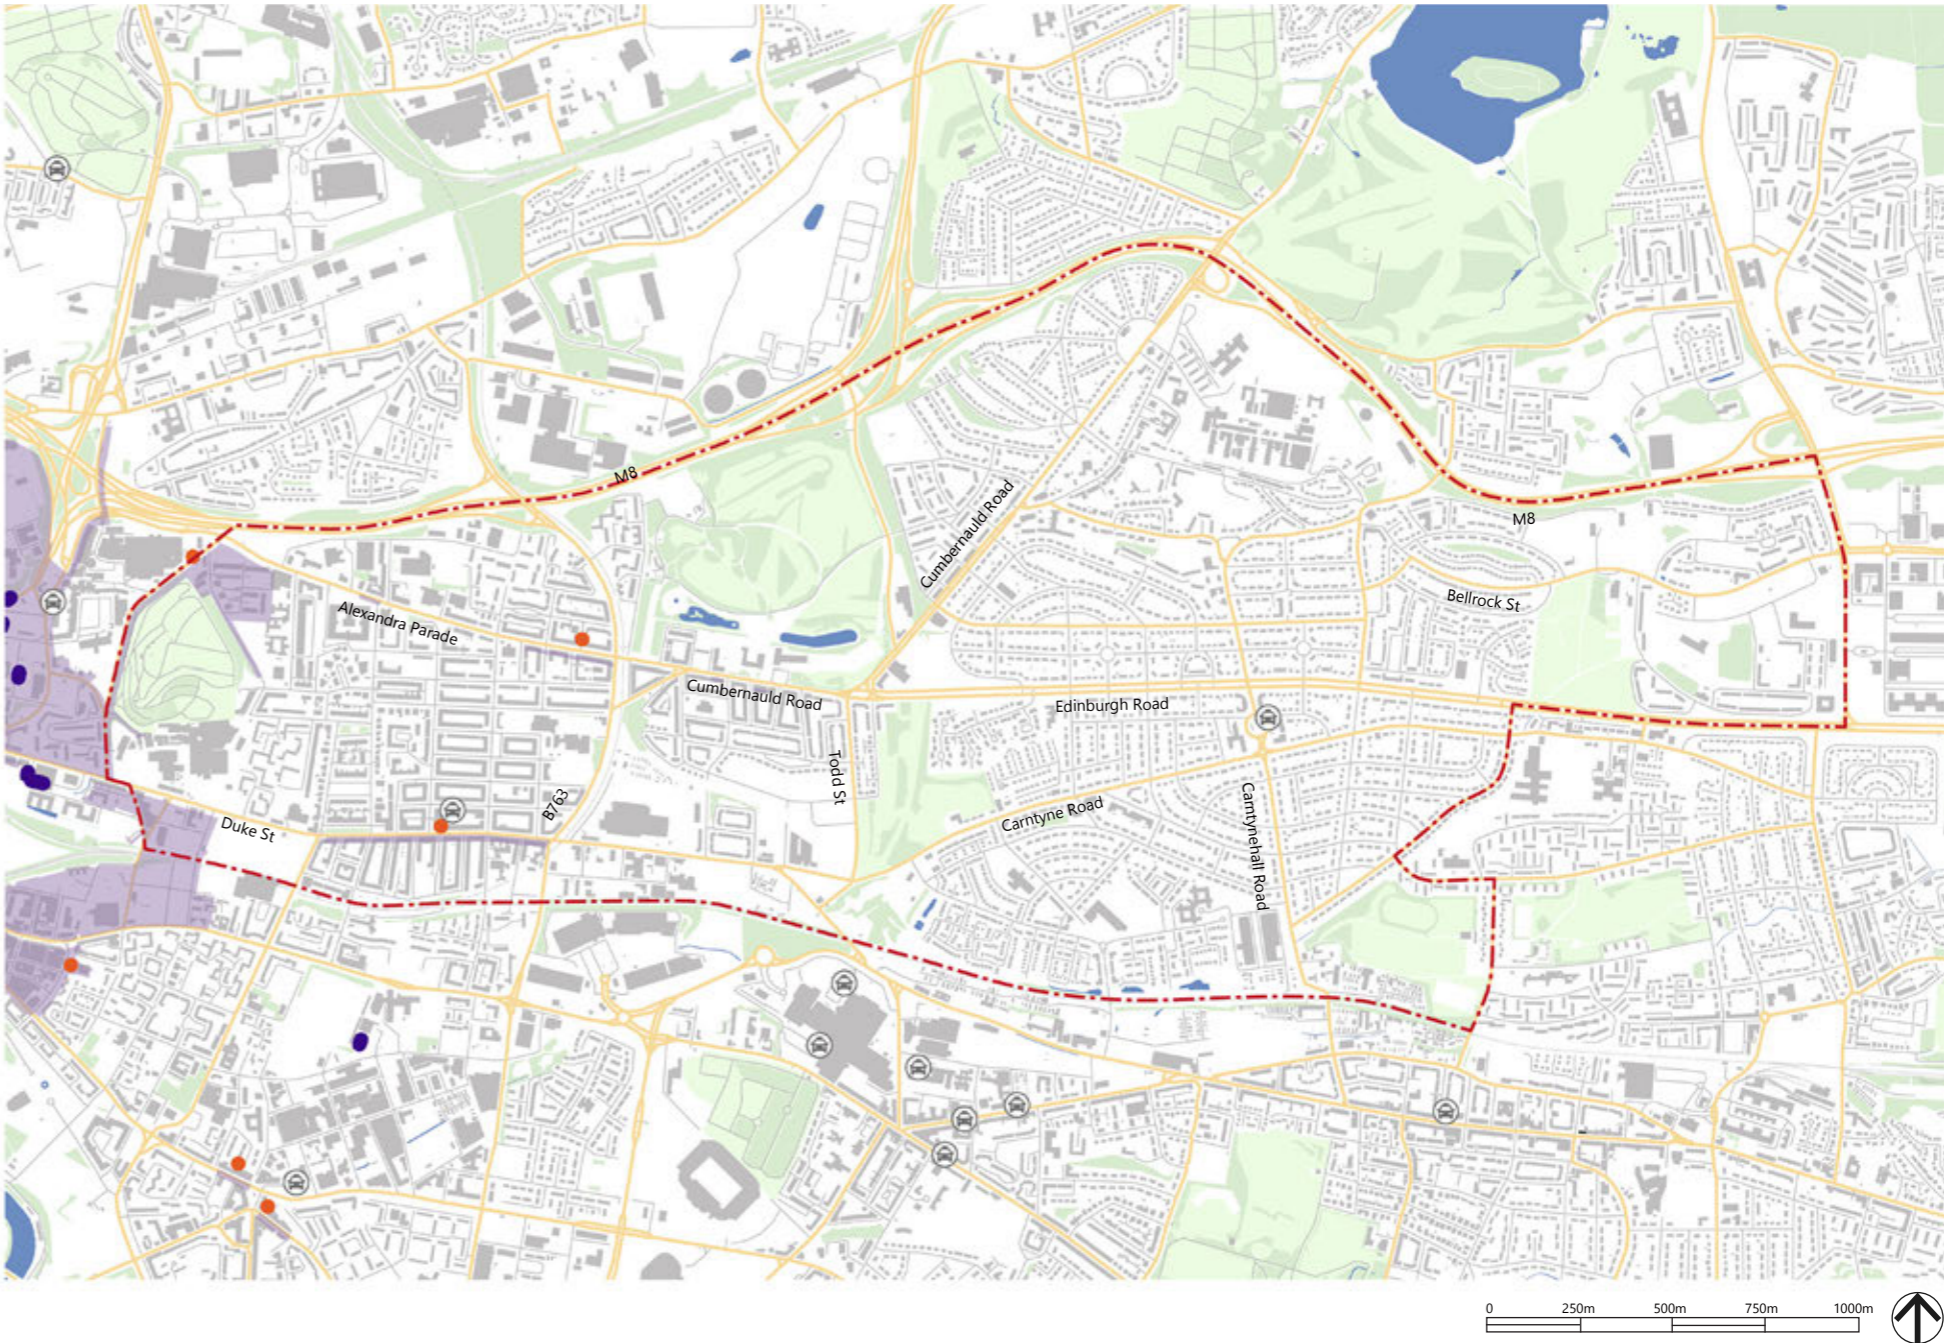 M8
Cumbernauld Road
M8
Bellrock St
Alexandra Parade
Cumbernauld Road
Edinburgh Road
Todd St
B763
Duke St
Carntyne Road
Carntynehall Road
0 250m 500m 750m 1000m